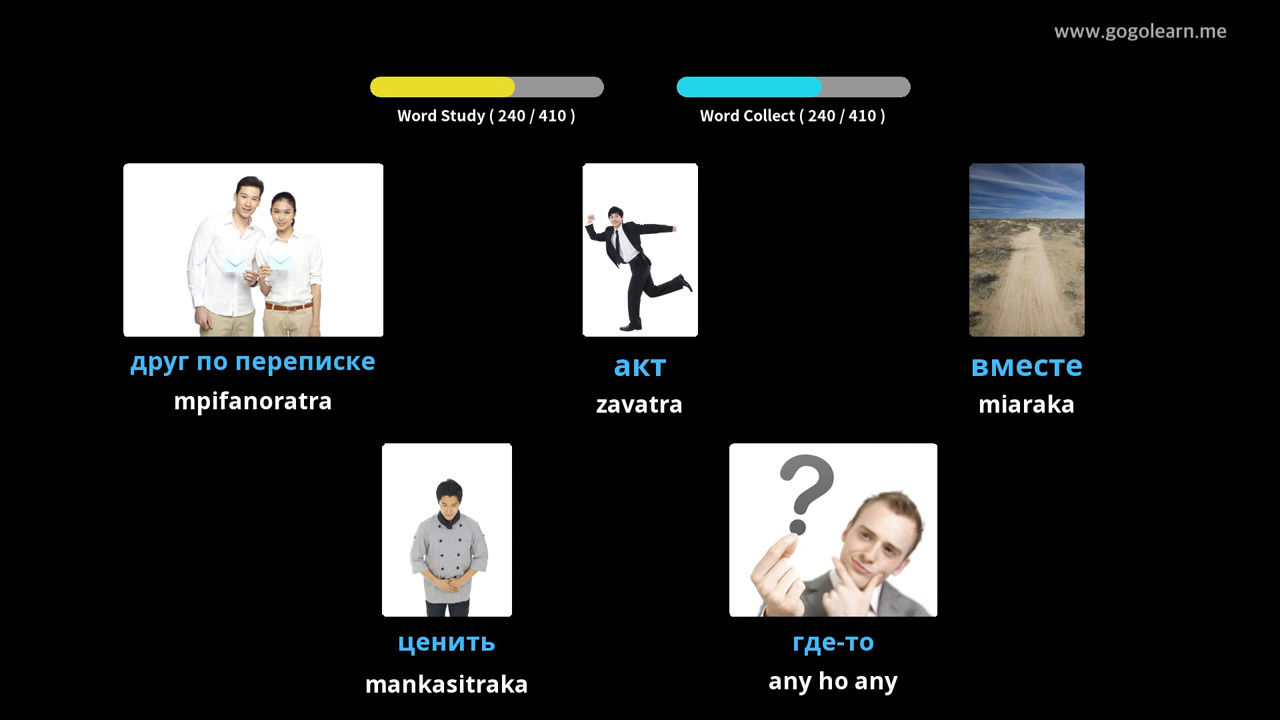 www.gogolearn.me
Word Study ( 240 / 410 )
Word Collect ( 240 / 410 )
друг по переписке
mpifanoratra
акт
zavatra
вместе
miaraka
ценить
mankasitraka
где-то
any ho any